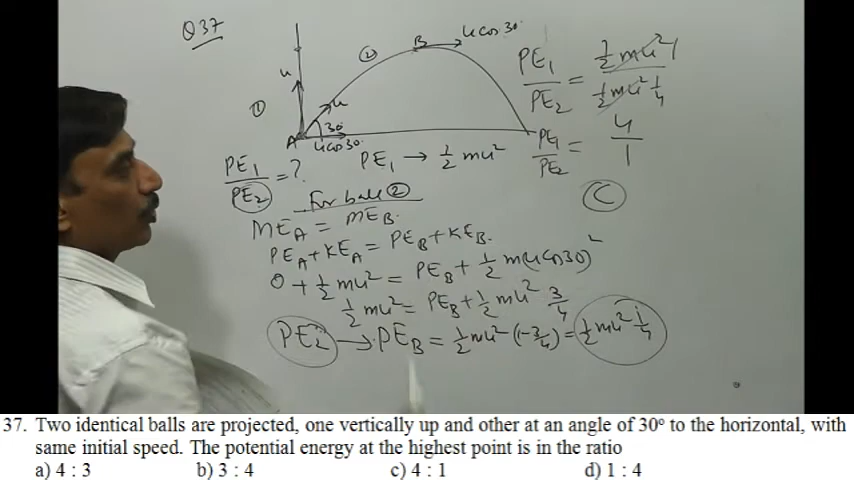 Q37
② B u cos 30°
u
① u
30°
A u cos 30°
PE₁/PE₂ = ?
PE₁ → ½ mu²
For ball ②
ME_A = ME_B.
PE_A + KE_A = PE_B + KE_B.
0 + ½ mu² = PE_B + ½ m(u cos 30)²
½ mu² = PE_B + ½ mu² 3/4
PE₂ → PE_B = ½ mu² (-3/4) = ½ mu² 1/4
PE₁/PE₂ = ½ mu² 1 / ½ mu² 1/4
PE₁/PE₂ = 4/1
C
37. Two identical balls are projected, one vertically up and other at an angle of 30° to the horizontal, with
same initial speed. The potential energy at the highest point is in the ratio
a) 4 : 3 b) 3 : 4 c) 4 : 1 d) 1 : 4